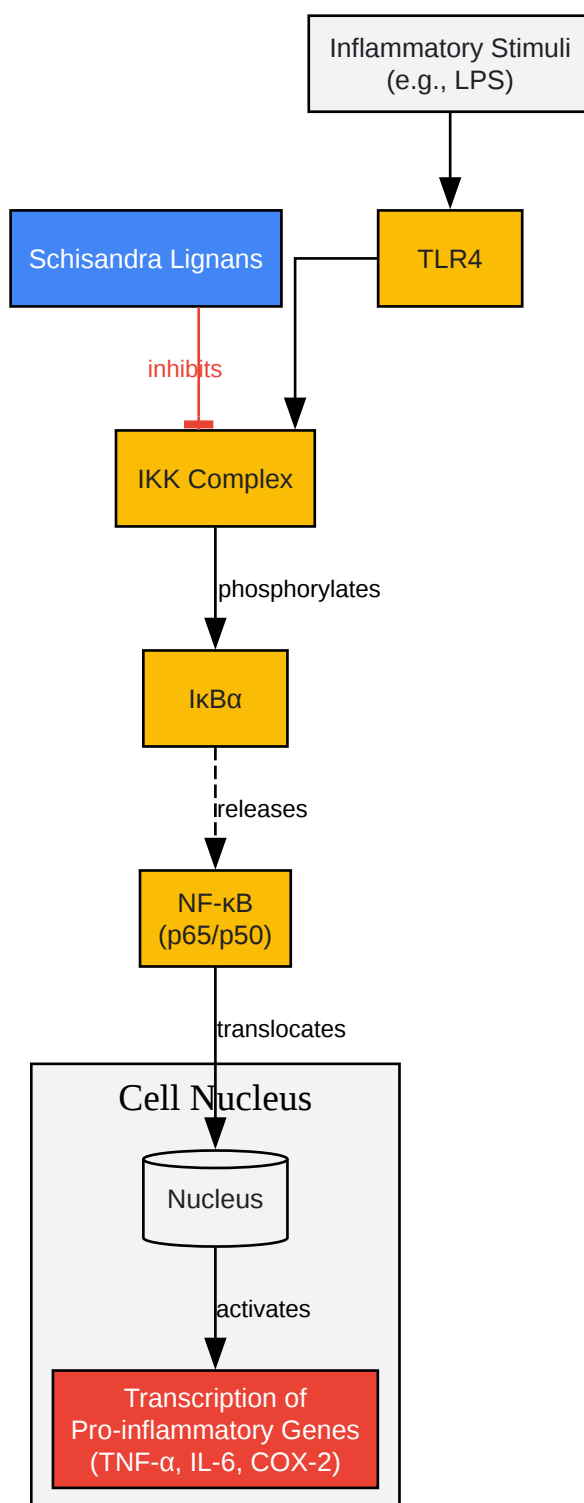 Inflammatory Stimuli
(e.g., LPS)
Schisandra Lignans
TLR4
inhibits
IKK Complex
phosphorylates
IκBα
releases
NF-κB
(p65/p50)
translocates
Cell Nucleus
Nucleus
activates
Transcription of
Pro-inflammatory Genes
(TNF-α, IL-6, COX-2)